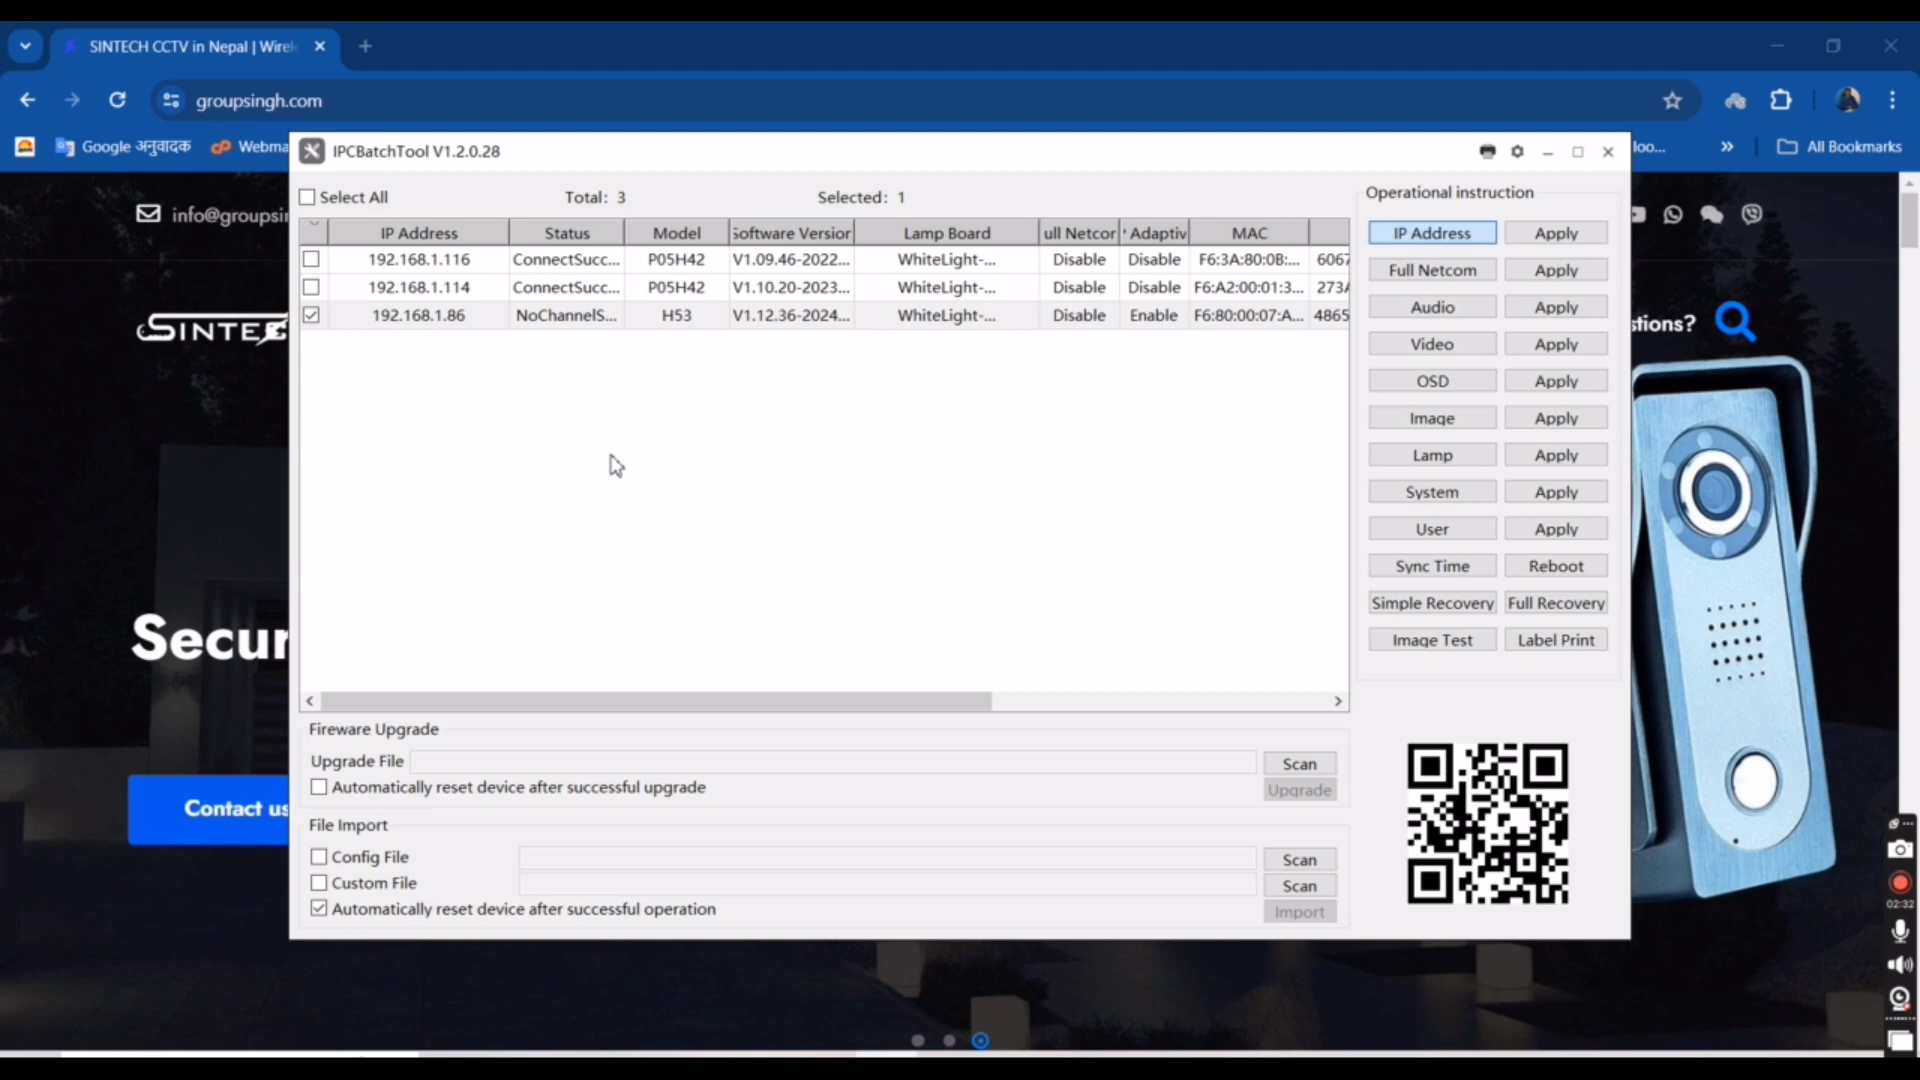 SINTECH CCTV in Nepal | Wirel
groupsingh.com
Google अनुवादक
Webma
loo...
All Bookmarks
info@groupsin
SINTE
Secur
Contact us
stions?
IPCBatchTool V1.2.0.28
Select All Total: 3 Selected: 1
IP Address Status Model Software Version Lamp Board ull Netcor Adaptiv MAC
192.168.1.116 ConnectSucc... P05H42 V1.09.46-2022... WhiteLight-... Disable Disable F6:3A:80:0B:... 6067
192.168.1.114 ConnectSucc... P05H42 V1.10.20-2023... WhiteLight-... Disable Disable F6:A2:00:01:3... 273A
192.168.1.86 NoChannelS... H53 V1.12.36-2024... WhiteLight-... Disable Enable F6:80:00:07:A... 4865
Operational instruction
IP Address Apply
Full Netcom Apply
Audio Apply
Video Apply
OSD Apply
Image Apply
Lamp Apply
System Apply
User Apply
Sync Time Reboot
Simple Recovery Full Recovery
Image Test Label Print
Fireware Upgrade
Upgrade File Scan
Automatically reset device after successful upgrade Upgrade
File Import
Config File Scan
Custom File Scan
Automatically reset device after successful operation Import
02:32